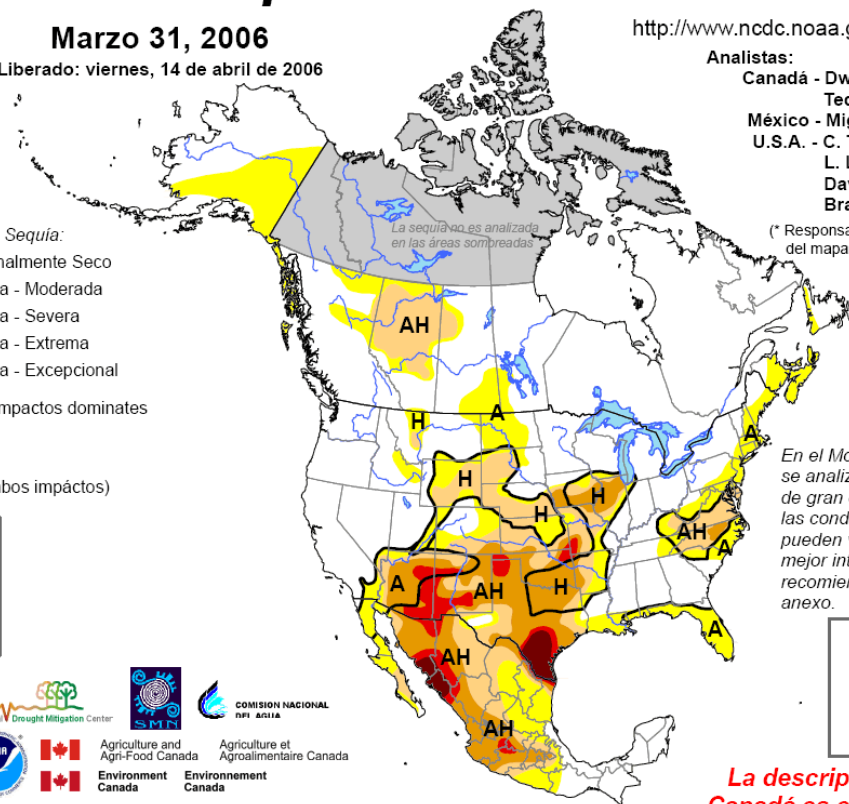 Marzo 31, 2006
Liberado: viernes, 14 de abril de 2006
http://www.ncdc.noaa.g
Analistas:
Canadá - Dw
Tec
México - Mig
U.S.A. - C. T
L. L
Dav
Bra
(* Responsa
del mapa
Sequía:
nalmente Seco
a - Moderada
a - Severa
a - Extrema
a - Excepcional
mpactos dominates
mbos impáctos)
La sequía no es analizada
en las áreas sombreadas
AH
H
A
A
H
H
H
AH
A
A
AH
H
A
AH
AH
En el Mo
se analiz
de gran
las cond
pueden v
mejor int
recomien
anexo.
Drought Mitigation Center
SMN
COMISION NACIONAL
DEL AGUA
Agriculture and
Agri-Food Canada
Agriculture et
Agroalimentaire Canada
Environment
Canada
Environnement
Canada
La descrip
Canadá es